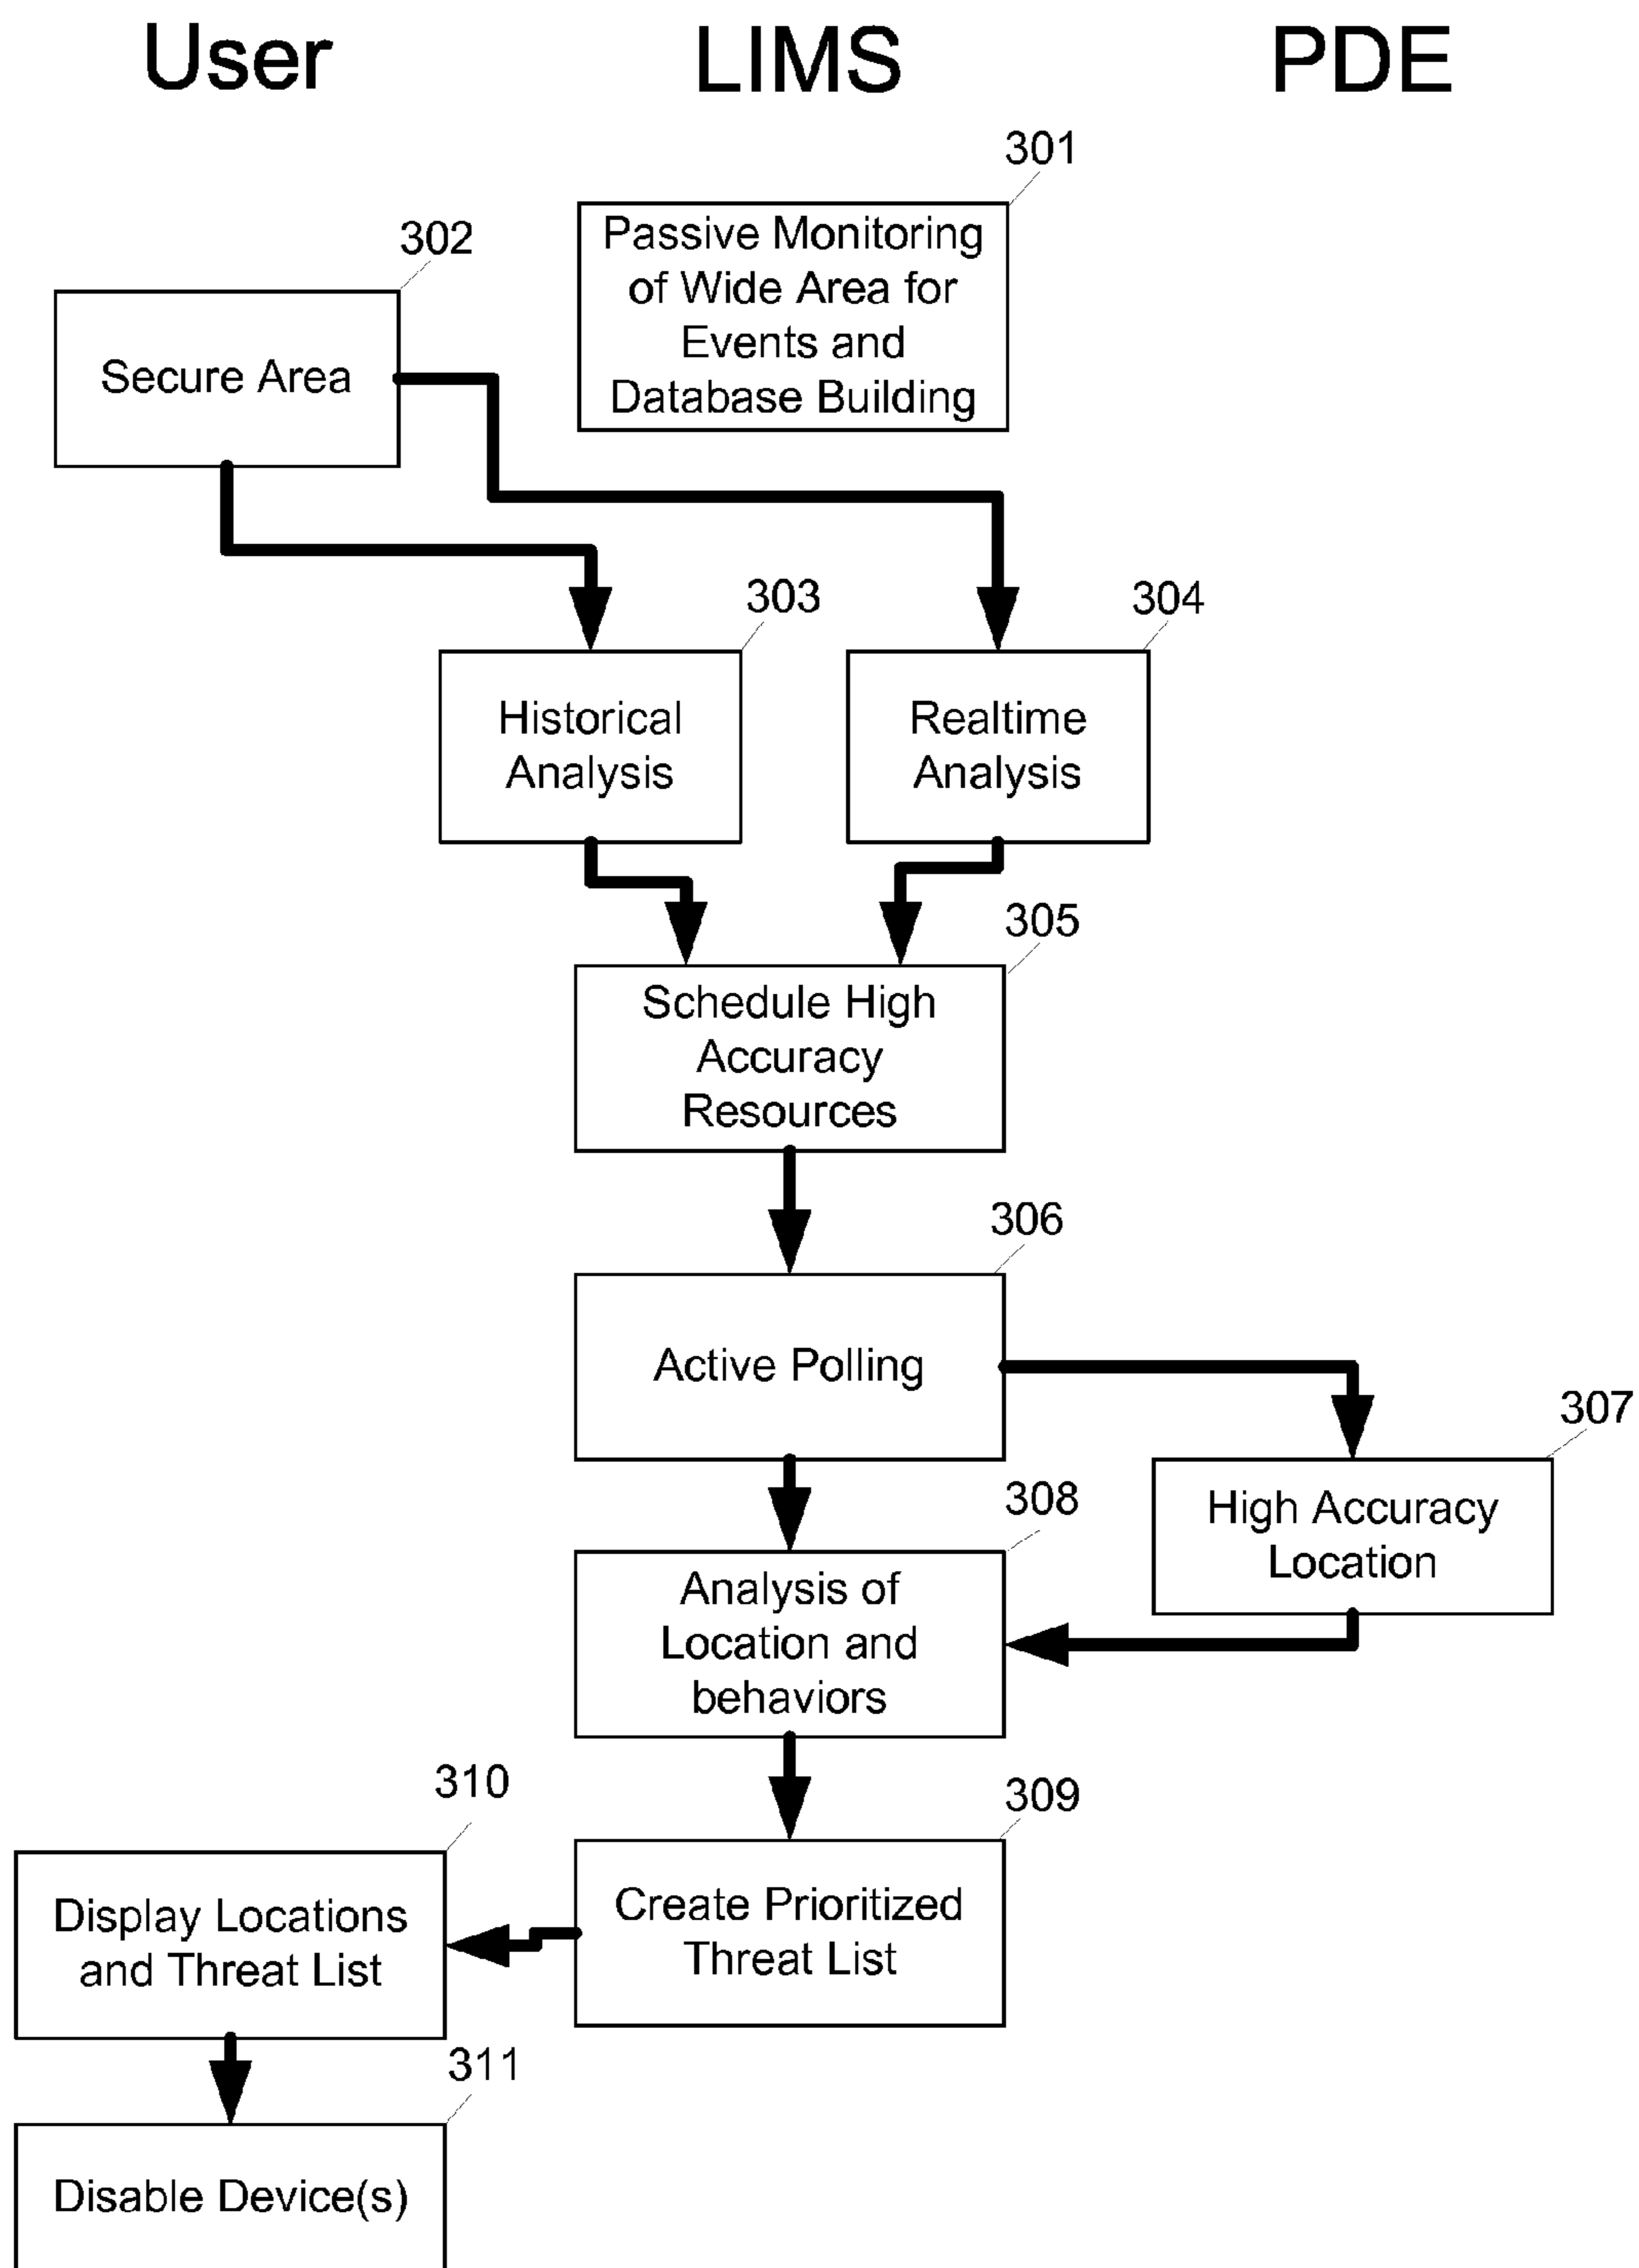 User
LIMS
PDE
301
Passive Monitoring
of Wide Area for
Events and
Database Building
302
Secure Area
303
Historical
Analysis
304
Realtime
Analysis
305
Schedule High
Accuracy
Resources
306
Active Polling
307
High Accuracy
Location
308
Analysis of
Location and
behaviors
309
Create Prioritized
Threat List
310
Display Locations
and Threat List
311
Disable Device(s)